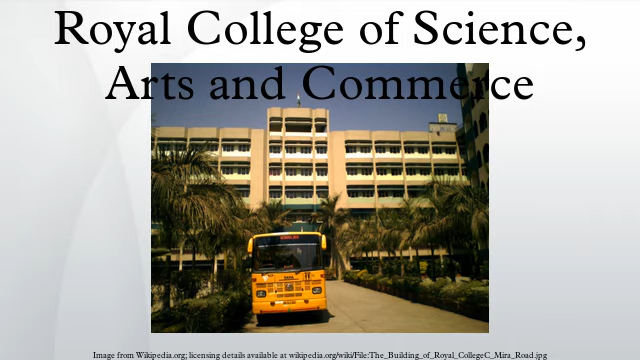 Royal College of Science,
Arts and Commerce
Image from Wikipedia.org; licensing details available at wikipedia.org/wiki/File:The_Building_of_Royal_CollegeC_Mira_Road.jpg